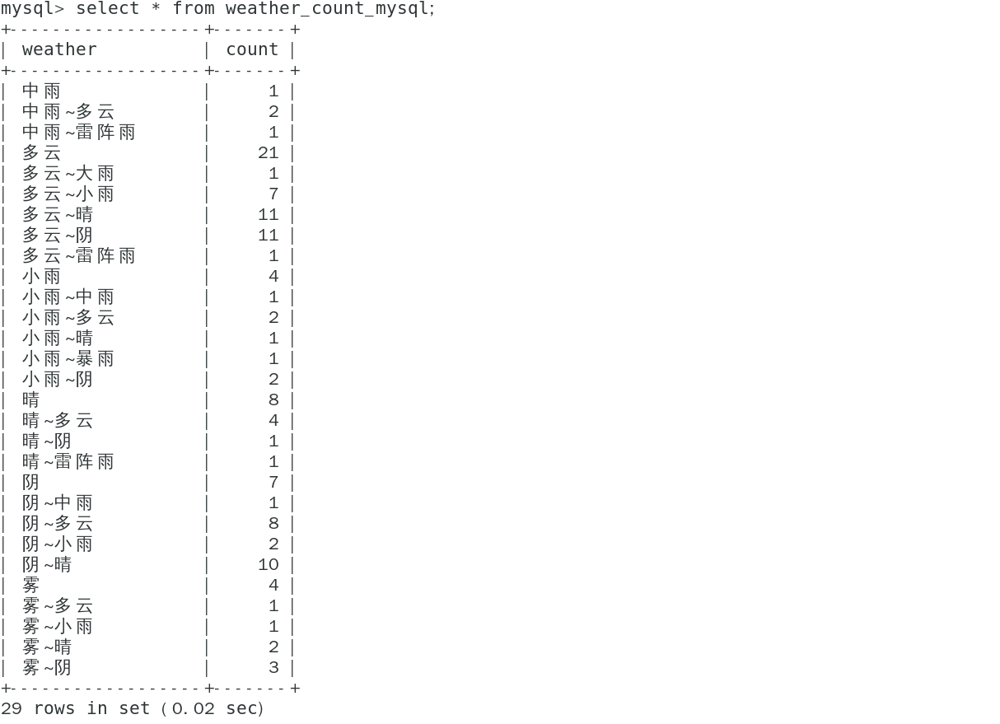 mysql> select * from weather_count_mysql;
+------------------+-------+
| weather          | count |
+------------------+-------+
| 中雨             |     1 |
| 中雨~多云        |     2 |
| 中雨~雷阵雨      |     1 |
| 多云             |    21 |
| 多云~大雨        |     1 |
| 多云~小雨        |     7 |
| 多云~晴          |    11 |
| 多云~阴          |    11 |
| 多云~雷阵雨      |     1 |
| 小雨             |     4 |
| 小雨~中雨        |     1 |
| 小雨~多云        |     2 |
| 小雨~晴          |     1 |
| 小雨~暴雨        |     1 |
| 小雨~阴          |     2 |
| 晴               |     8 |
| 晴~多云          |     4 |
| 晴~阴            |     1 |
| 晴~雷阵雨        |     1 |
| 阴               |     7 |
| 阴~中雨          |     1 |
| 阴~多云          |     8 |
| 阴~小雨          |     2 |
| 阴~晴            |    10 |
| 雾               |     4 |
| 雾~多云          |     1 |
| 雾~小雨          |     1 |
| 雾~晴            |     2 |
| 雾~阴            |     3 |
+------------------+-------+
29 rows in set (0.02 sec)